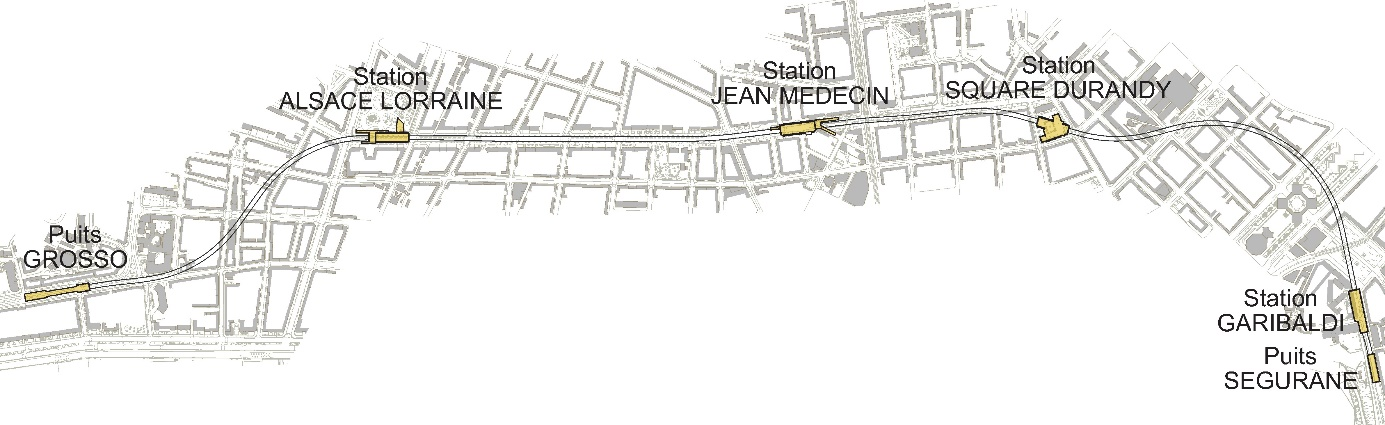 Station
ALSACE LORRAINE
Station
JEAN MEDECIN
Station
SQUARE DURANDY
Puits
GROSSO
Station
GARIBALDI
Puits
SEGURANE